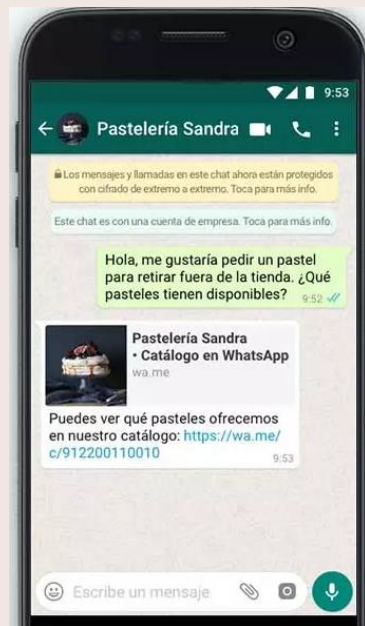 9:53
Pastelería Sandra
Los mensajes y llamadas en este chat ahora están protegidos
con cifrado de extremo a extremo. Toca para más info.
Este chat es con una cuenta de empresa. Toca para más info.
Hola, me gustaría pedir un pastel
para retirar fuera de la tienda. ¿Qué
pasteles tienen disponibles? 9:52
Pastelería Sandra
• Catálogo en WhatsApp
wa.me
Puedes ver qué pasteles ofrecemos
en nuestro catálogo: https://wa.me/
c/912200110010 9:53
Escribe un mensaje